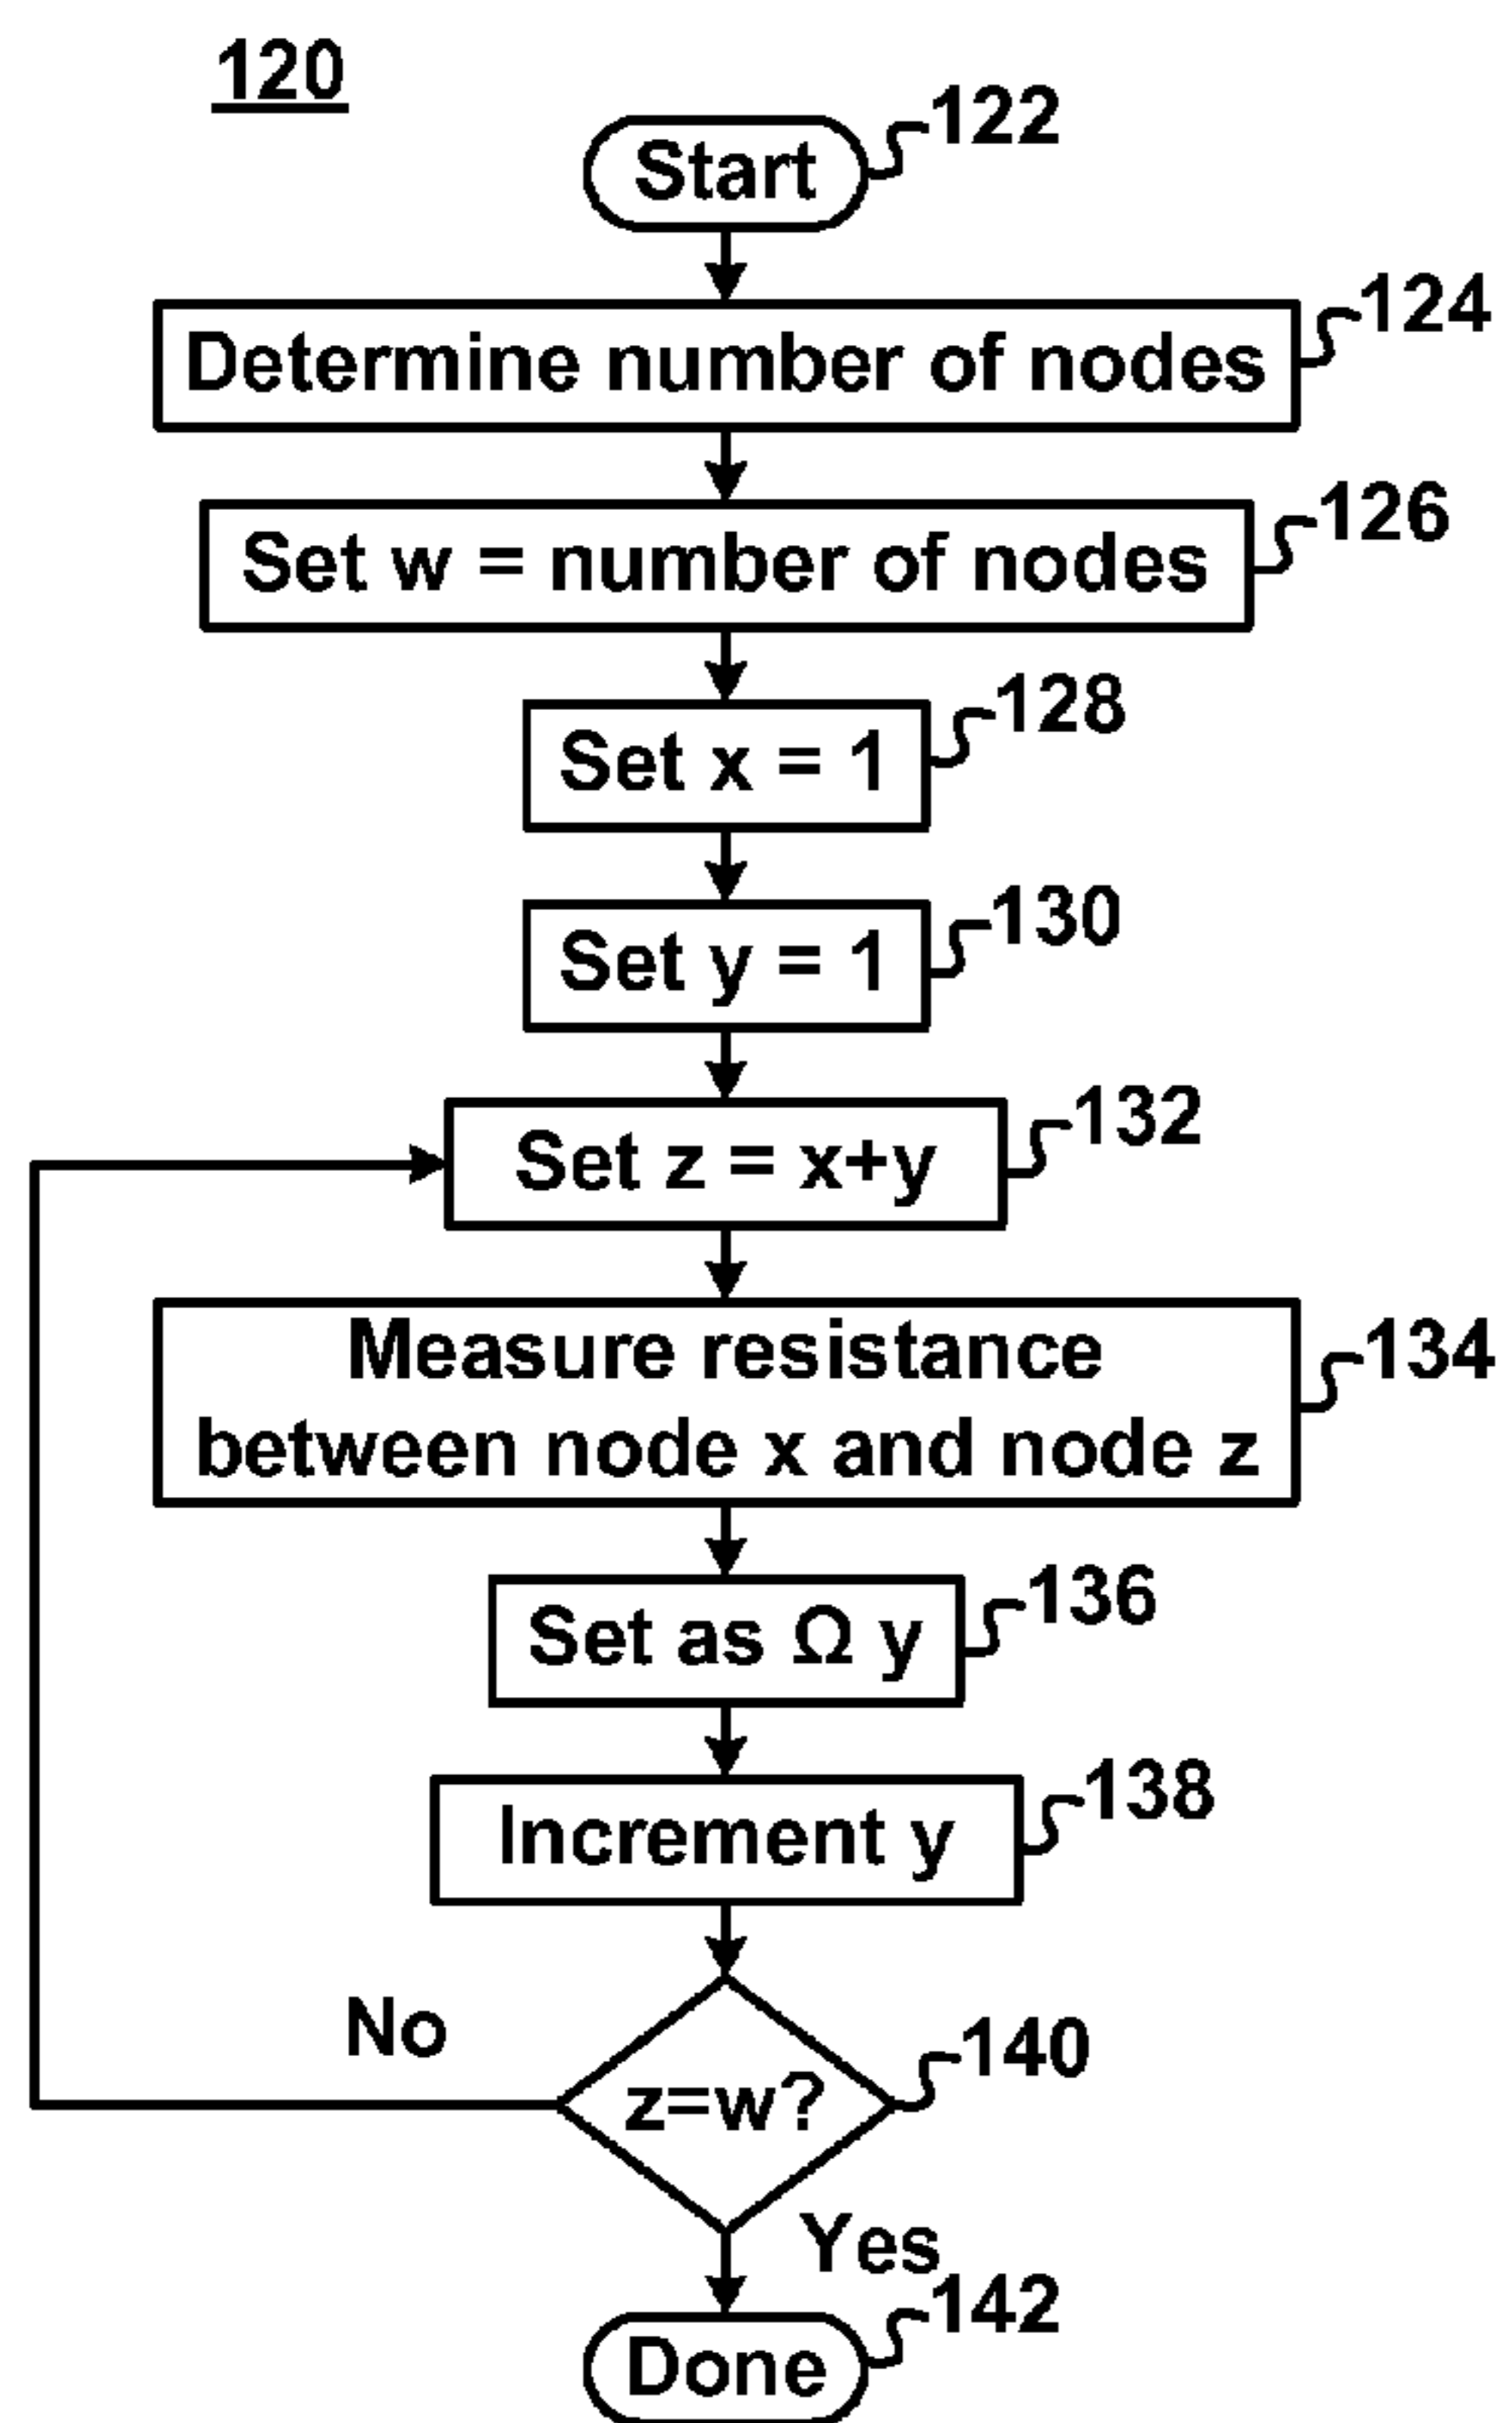 120
Start
122
Determine number of nodes
124
Set w = number of nodes
126
Set x = 1
128
Set y = 1
130
Set z = x+y
132
Measure resistance
between node x and node z
134
Set as Ω y
136
Increment y
138
No
z=w?
140
Yes
Done
142